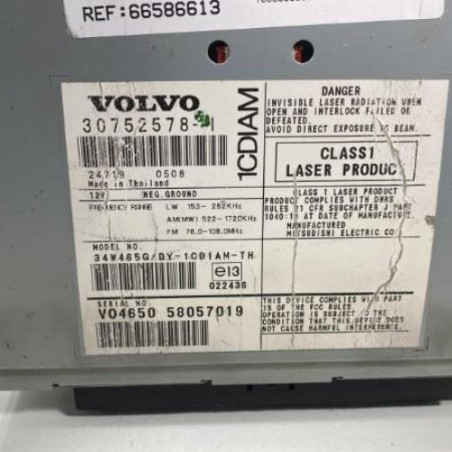 REF:66586613
VOLVO
30752578-1
24719 0508
Made in Thailand
12V NEG.GROUND
FREQUENCY RANGE LW 153- 282KHz
AM(MW) 522-1720KHz
FM 76.0-108.0MHz
MODEL NO.
34W465G/DY-1CDIAM-TH
e13
022436
SERIAL NO.
V04650 58057019
1CDIAM
DANGER
INVISIBLE LASER RADIATION WHEN
OPEN AND INTERLOCK FAILED OR
DEFEATED.
AVOID DIRECT EXPOSURE TO BEAM.
CLASS1
LASER PRODUC
CLASS 1 LASER PRODUCT
PRODUCT COMPLIES WITH DHHS
RULES 21 CFR SUBCHAPTER J PART
1040:1 AT DATE OF MANUFACTURE
MANUFACTURED
MITSUBISHI ELECTRIC CO
THIS DEVICE COMPLIES WITH PART
15 OF THE FCC RULES.
OPERATION IS SUBJECT TO THE
CONDITION THAT THIS DEVICE DOES
NOT CAUSE HARMFUL INTERFERENCE.